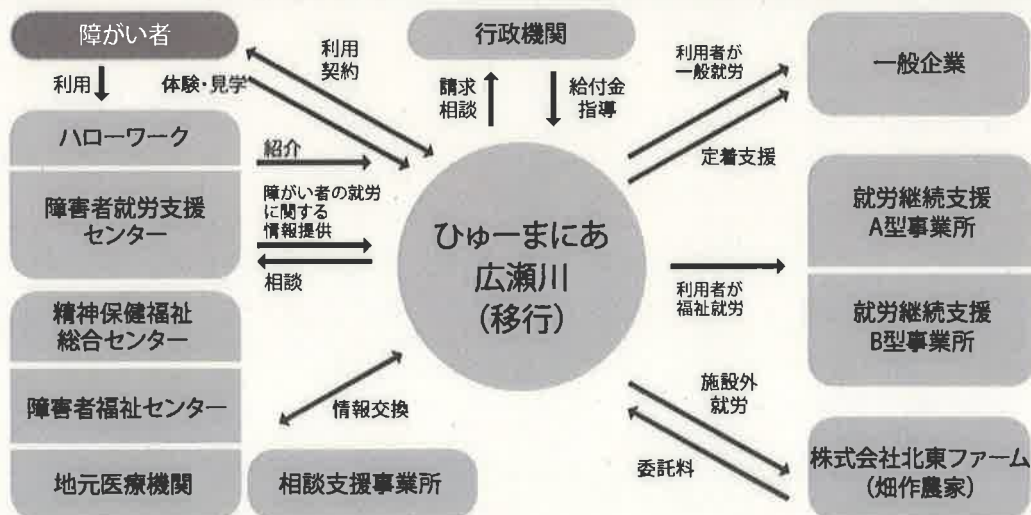 障がい者
利用
体験・見学
利用
契約
行政機関
請求
相談
給付金
指導
利用者が
一般就労
定着支援
一般企業
ハローワーク
障害者就労支援
センター
紹介
障がい者の就労
に関する
情報提供
相談
ひゅーまにあ
広瀬川
(移行)
利用者が
福祉就労
就労継続支援
A型事業所
就労継続支援
B型事業所
精神保健福祉
総合センター
障害者福祉センター
地元医療機関
相談支援事業所
情報交換
施設外
就労
委託料
株式会社北東ファーム
(畑作農家)